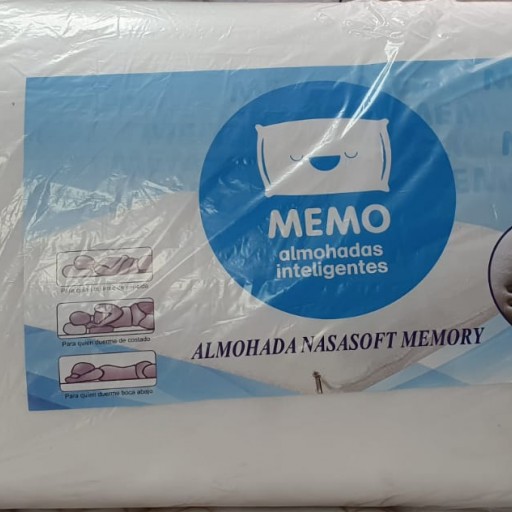 MEMO
almohadas
inteligentes
ALMOHADA NASASOFT MEMORY
Para quien duerme de costado
Para quien duerme boca abajo